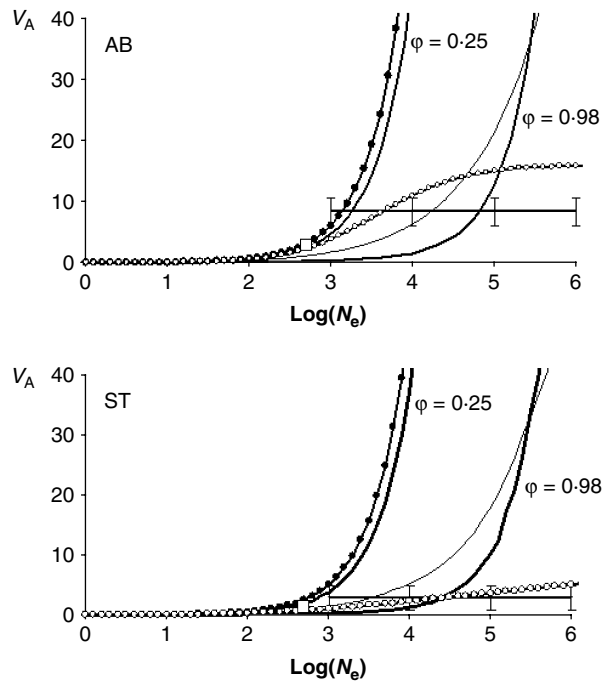 V_A
40
AB
φ = 0·25
30
φ = 0·98
20
10
0
0 1 2 3 4 5 6
Log(N_e)
V_A
40
ST
φ = 0·25
30
φ = 0·98
20
10
0
0 1 2 3 4 5 6
Log(N_e)